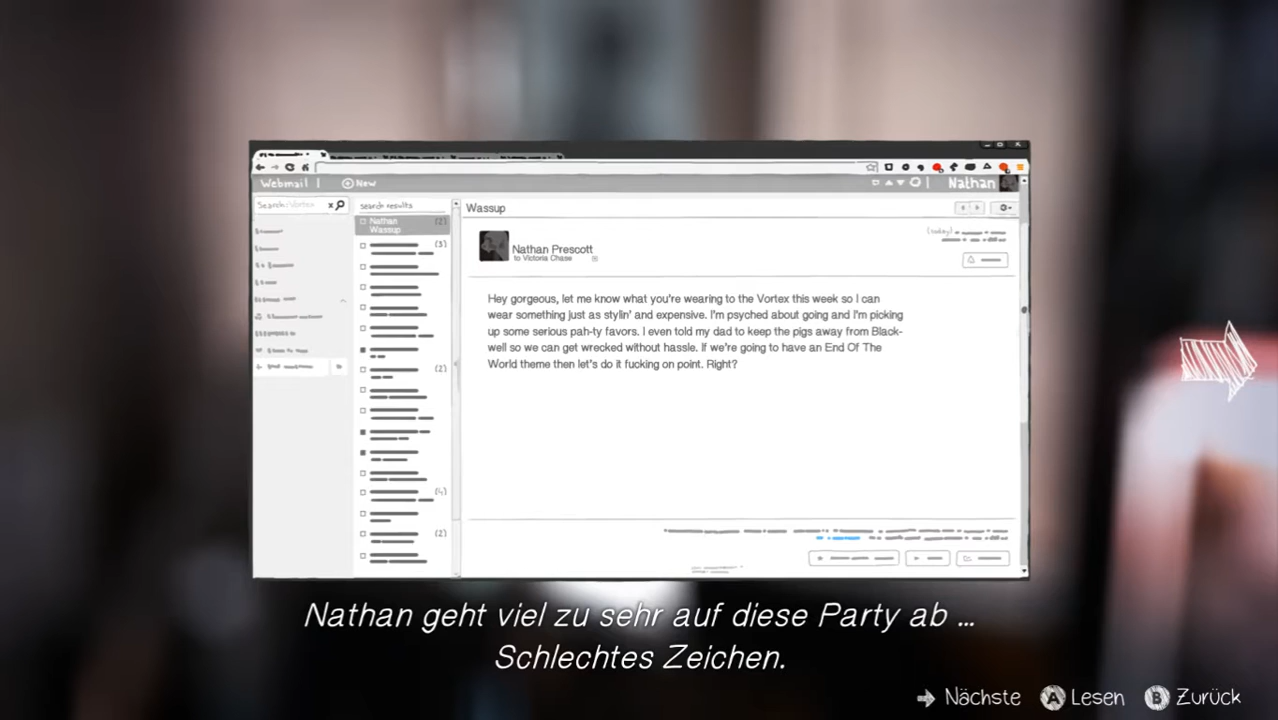 Webmail | New
Nathan
Search: Vortex x
search results
Nathan (2)
Wassup
(3)
(2)
(4)
(2)
Wassup
Nathan Prescott
to Victoria Chase
(today)
Hey gorgeous, let me know what you're wearing to the Vortex this week so I can
wear something just as stylin' and expensive. I'm psyched about going and I'm picking
up some serious pah-ty favors. I even told my dad to keep the pigs away from Black-
well so we can get wrecked without hassle. If we're going to have an End Of The
World theme then let's do it fucking on point. Right?
Nathan geht viel zu sehr auf diese Party ab ...
Schlechtes Zeichen.
Nächste A Lesen B Zurück